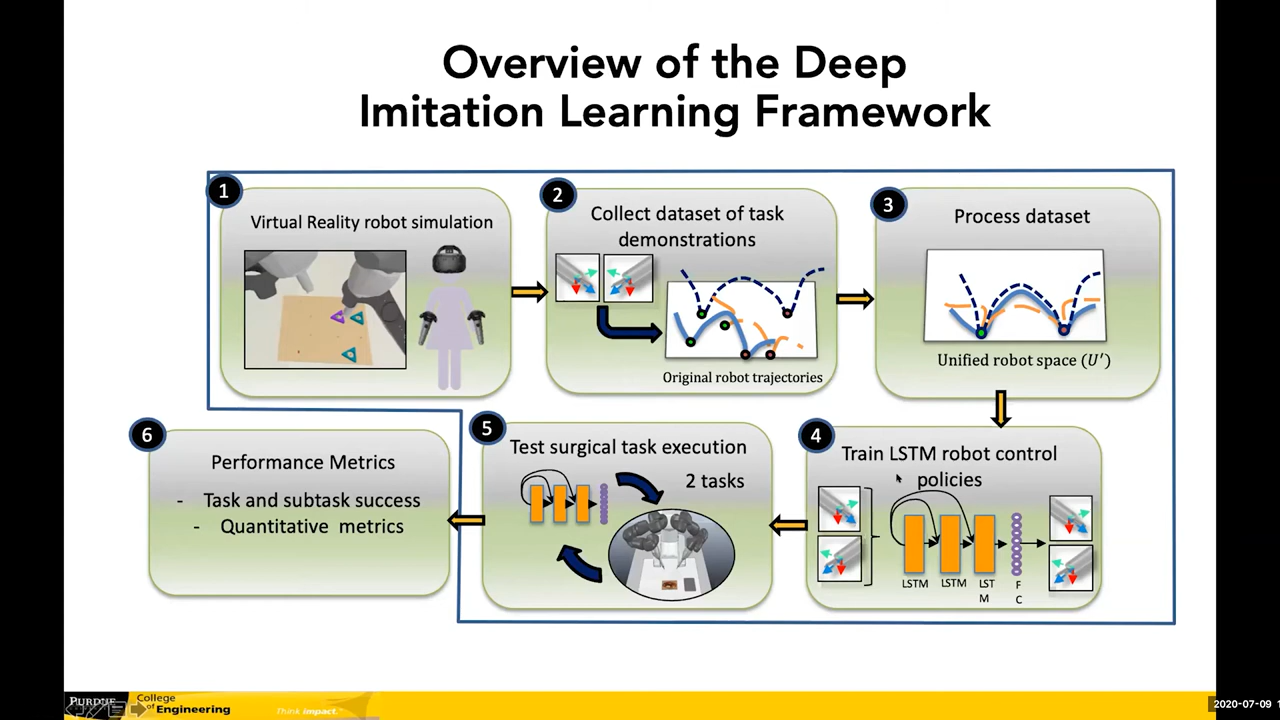 Overview of the Deep
Imitation Learning Framework
1
Virtual Reality robot simulation
2
Collect dataset of task
demonstrations
Original robot trajectories
3
Process dataset
Unified robot space (U′)
4
Train LSTM robot control
policies
LSTM
LSTM
LST
M
F
C
5
Test surgical task execution
2 tasks
6
Performance Metrics
- Task and subtask success
- Quantitative metrics
PURDUE
College
of Engineering
Think impact.
2020-07-09